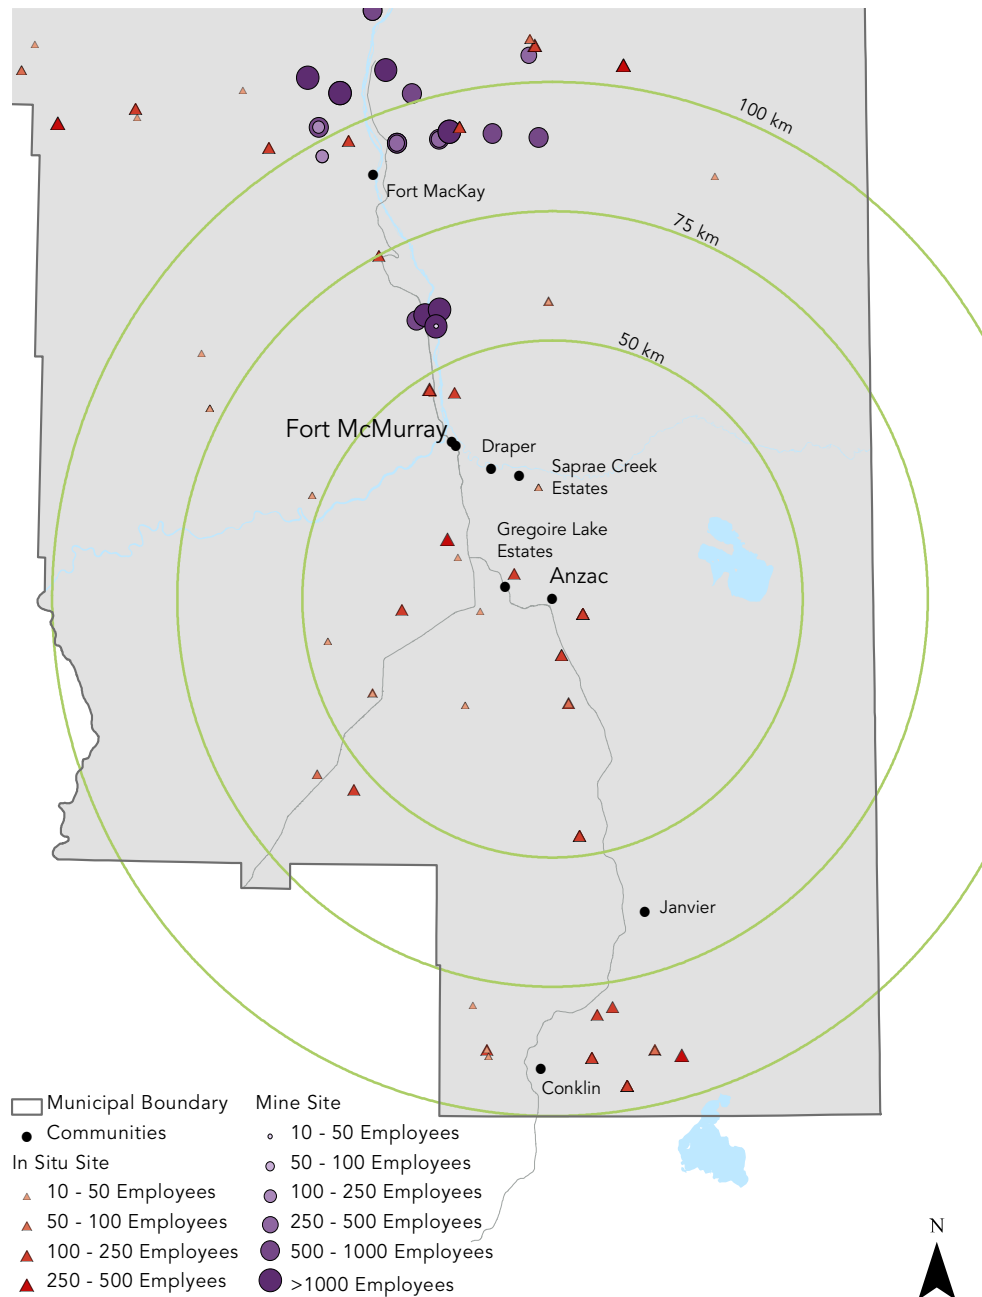 100 km
Fort MacKay
75 km
50 km
Fort McMurray
Draper
Saprae Creek
Estates
Gregoire Lake
Estates
Anzac
Janvier
Conklin
Municipal Boundary
Communities
In Situ Site
10 - 50 Employees
50 - 100 Employees
100 - 250 Employees
250 - 500 Emplyees
Mine Site
10 - 50 Employees
50 - 100 Employees
100 - 250 Employees
250 - 500 Employees
500 - 1000 Employees
>1000 Employees
N